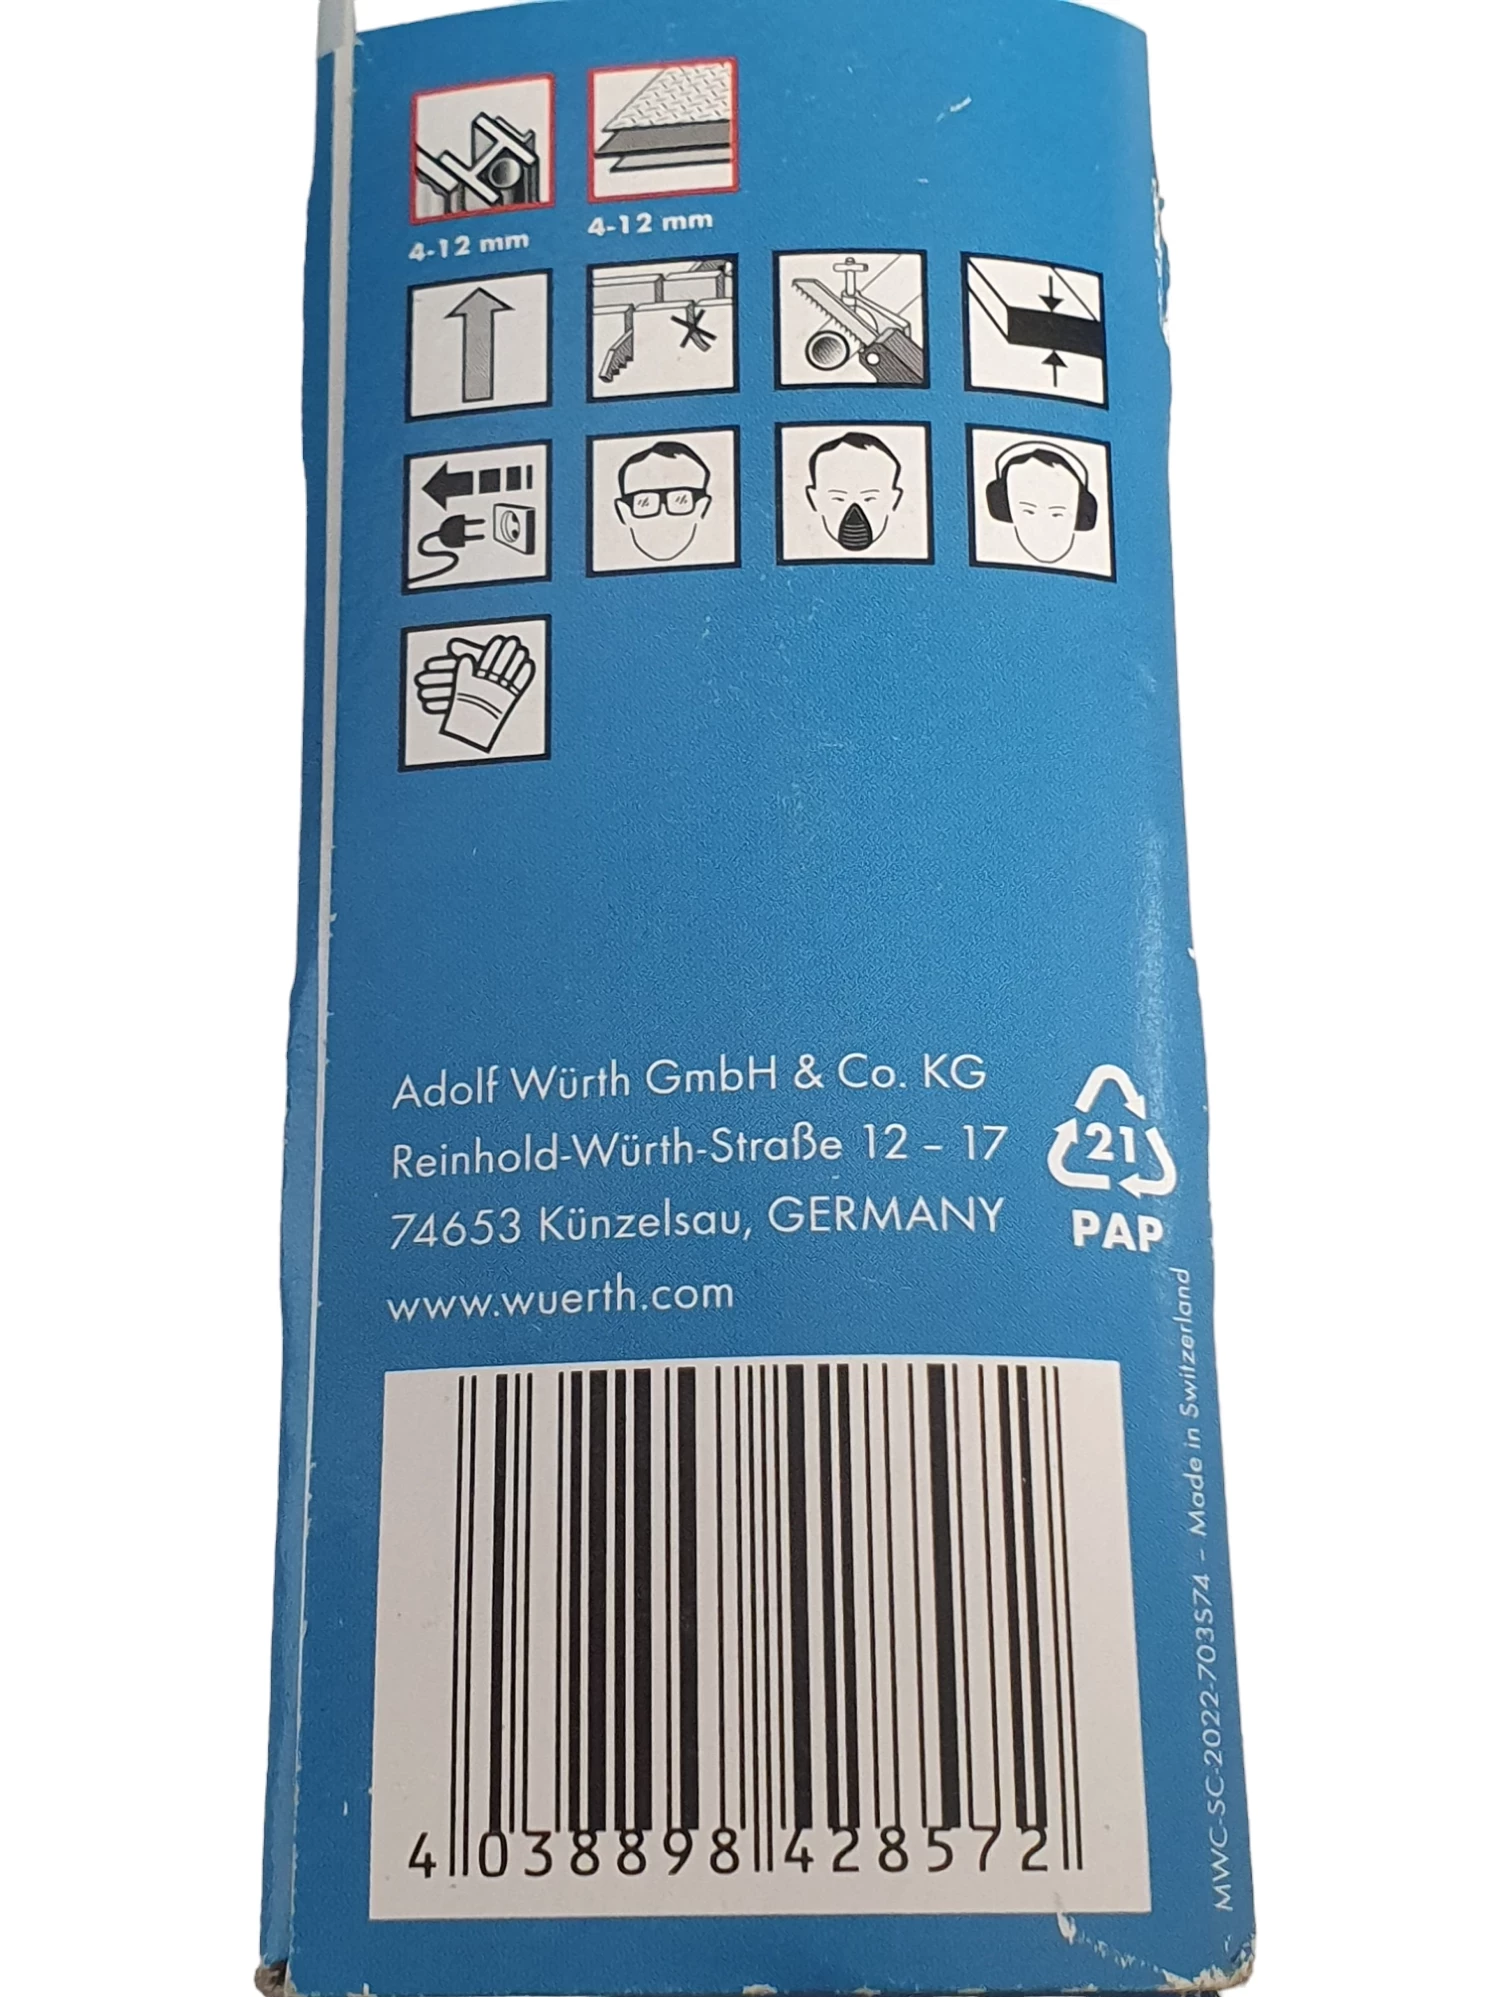 4-12 mm
4-12 mm
Adolf Würth GmbH & Co. KG
Reinhold-Würth-Straße 12 – 17
74653 Künzelsau, GERMANY
www.wuerth.com
21
PAP
MWC-SC-2022-703574 – Made in Switzerland
4 038898 428572